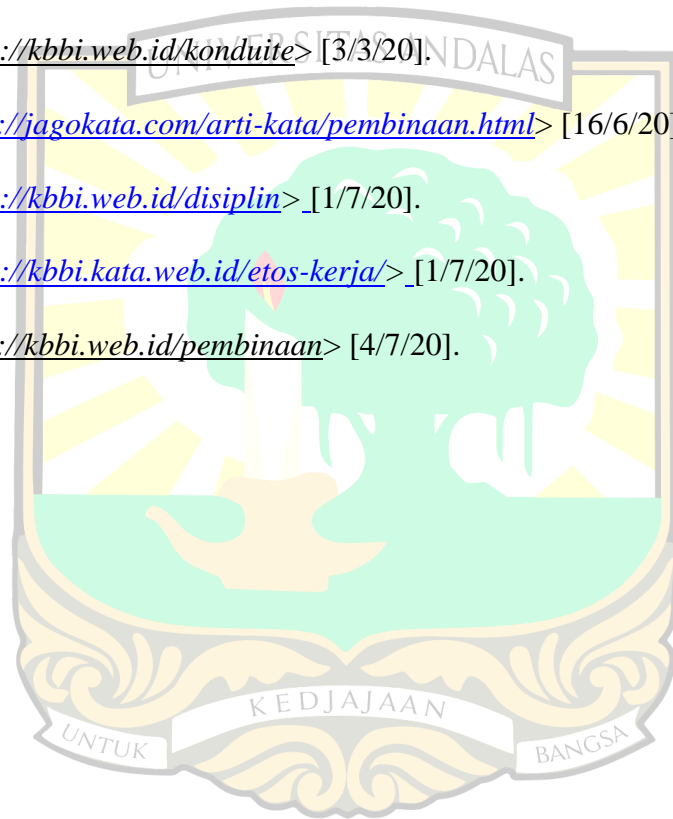 ://kbbi.web.id/konduite> [3/3/20].
UNIVERSITAS ANDALAS
://jagokata.com/arti-kata/pembinaan.html> [16/6/20]
://kbbi.web.id/disiplin> [1/7/20].
://kbbi.kata.web.id/etos-kerja/> [1/7/20].
://kbbi.web.id/pembinaan> [4/7/20].
UNTUK KEDJAJAAN BANGSA